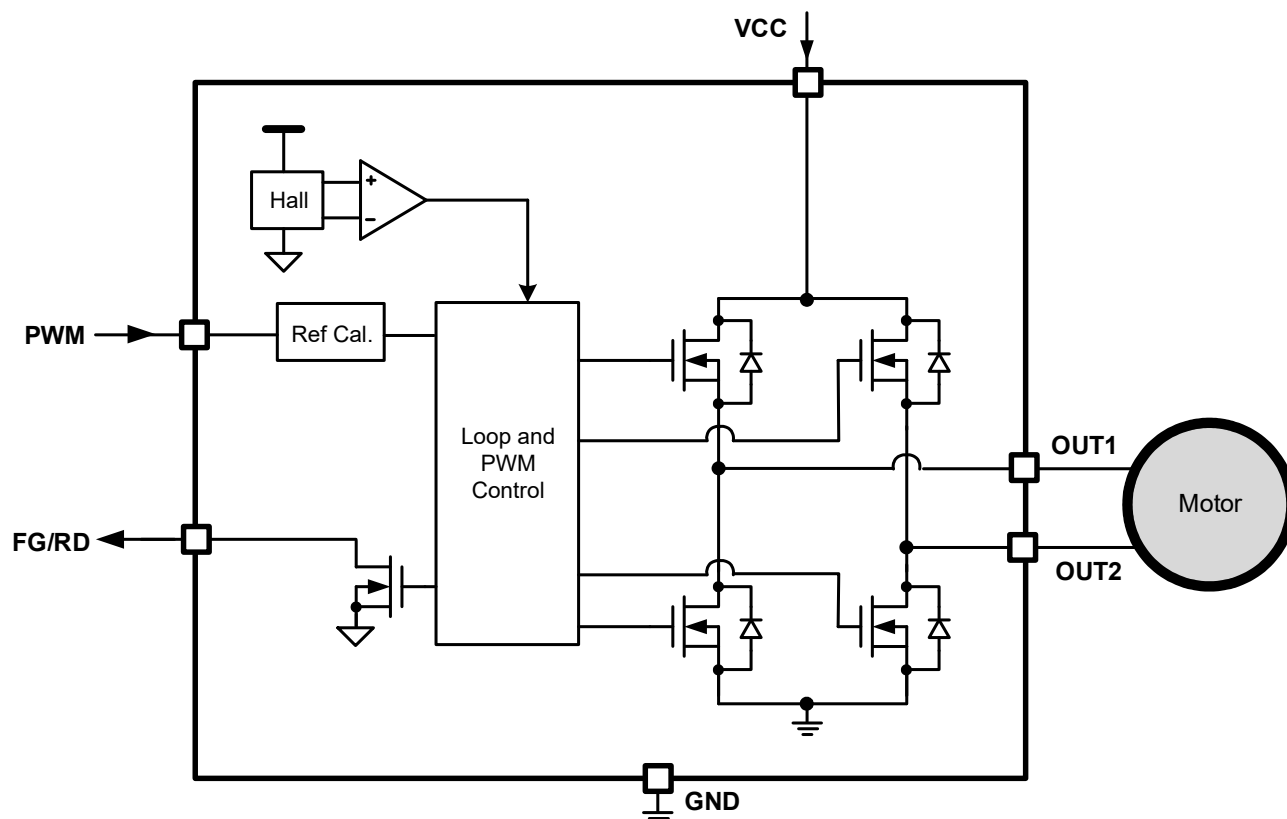 VCC
Hall
+
-
PWM
Ref Cal.
Loop and
PWM
Control
OUT1
Motor
FG/RD
OUT2
GND